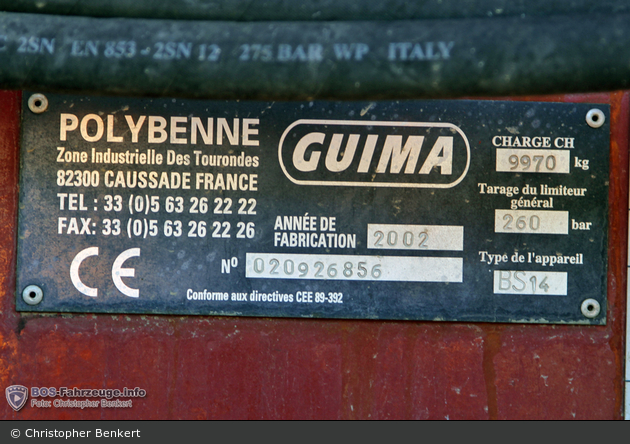 C 2SN EN 853 - 2SN 12 275 BAR WP ITALY
POLYBENNE
Zone Industrielle Des Tourondes
82300 CAUSSADE FRANCE
TEL : 33 (0)5 63 26 22 22
FAX: 33 (0)5 63 26 22 26
CE
GUIMA
ANNÉE DE
FABRICATION 2002
N° 020926856
Conforme aux directives CEE 89-392
CHARGE CH
9970 kg
Tarage du limiteur
général
260 bar
Type de l'appareil
BS14
BOS-Fahrzeuge.Info
Foto: Christopher Benkert
© Christopher Benkert